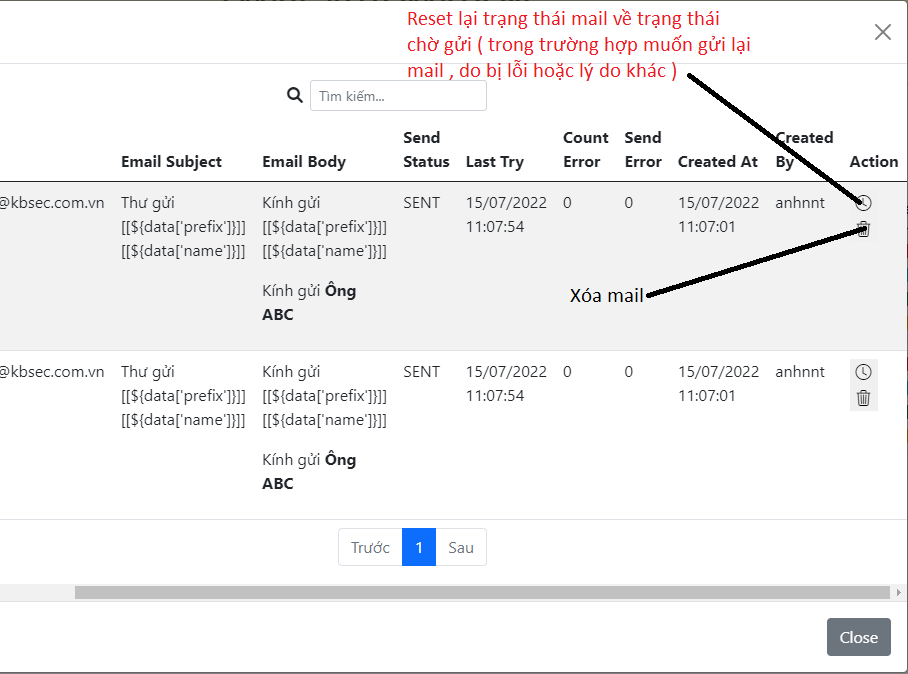 Reset lại trạng thái mail về trạng thái
chờ gửi ( trong trường hợp muốn gửi lại
mail , do bị lỗi hoặc lý do khác )
Tìm kiếm...
Email Subject Email Body Send Status Last Try Count Error Send Error Created At Created By Action
@kbsec.com.vn Thư gửi Kính gửi SENT 15/07/2022 0 0 15/07/2022 anhnnt
[[${data['prefix']}]] [[${data['prefix']}]] 11:07:54 11:07:01
[[${data['name']}]] [[${data['name']}]]
Kính gửi Ông
ABC
Xóa mail
@kbsec.com.vn Thư gửi Kính gửi SENT 15/07/2022 0 0 15/07/2022 anhnnt
[[${data['prefix']}]] [[${data['prefix']}]] 11:07:54 11:07:01
[[${data['name']}]] [[${data['name']}]]
Kính gửi Ông
ABC
Trước 1 Sau
Close